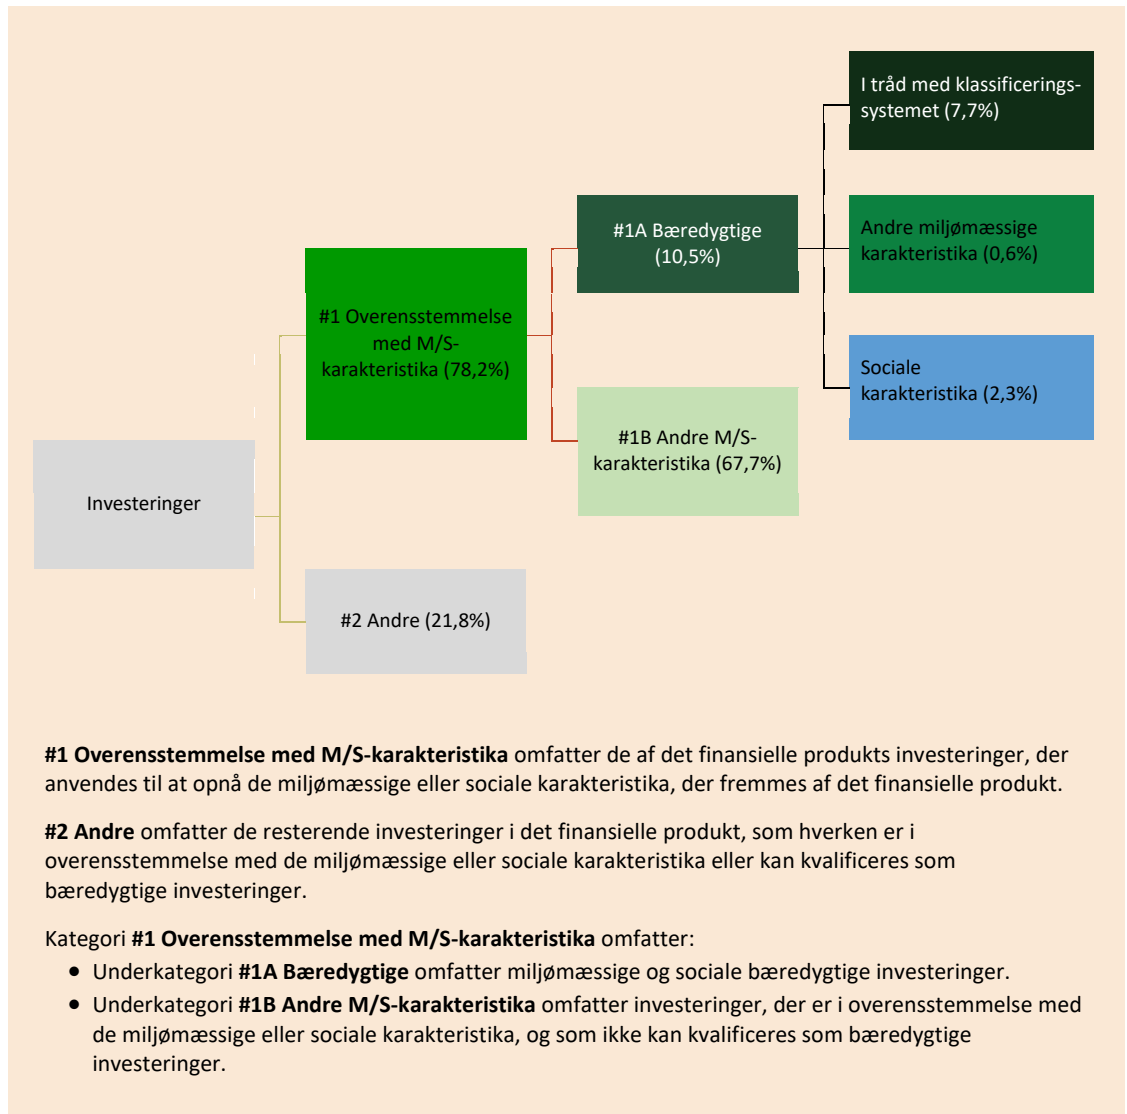 I tråd med klassificerings-
systemet (7,7%)
#1A Bæredygtige
(10,5%)
Andre miljømæssige
karakteristika (0,6%)
#1 Overensstemmelse
med M/S-
karakteristika (78,2%)
Sociale
karakteristika (2,3%)
#1B Andre M/S-
karakteristika (67,7%)
Investeringer
#2 Andre (21,8%)
#1 Overensstemmelse med M/S-karakteristika omfatter de af det finansielle produkts investeringer, der
anvendes til at opnå de miljømæssige eller sociale karakteristika, der fremmes af det finansielle produkt.
#2 Andre omfatter de resterende investeringer i det finansielle produkt, som hverken er i
overensstemmelse med de miljømæssige eller sociale karakteristika eller kan kvalificeres som
bæredygtige investeringer.
Kategori #1 Overensstemmelse med M/S-karakteristika omfatter:
• Underkategori #1A Bæredygtige omfatter miljømæssige og sociale bæredygtige investeringer.
• Underkategori #1B Andre M/S-karakteristika omfatter investeringer, der er i overensstemmelse med
de miljømæssige eller sociale karakteristika, og som ikke kan kvalificeres som bæredygtige
investeringer.